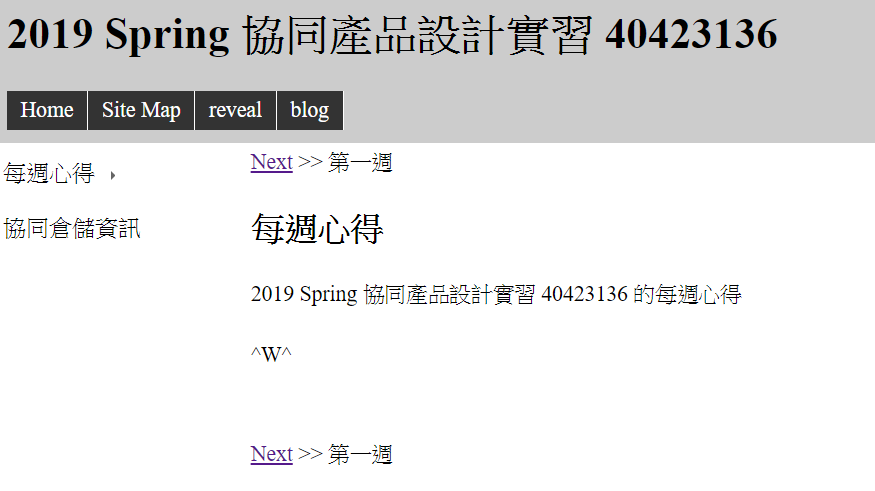 2019 Spring 協同產品設計實習 40423136
Home Site Map reveal blog
每週心得
協同倉儲資訊
Next >> 第一週
每週心得
2019 Spring 協同產品設計實習 40423136 的每週心得
^W^
Next >> 第一週